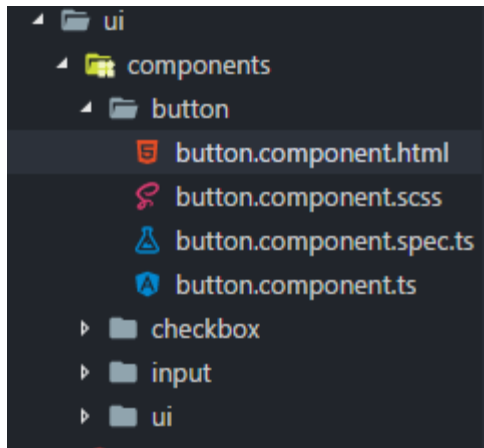 ui
components
button
button.component.html
button.component.scss
button.component.spec.ts
button.component.ts
checkbox
input
ui